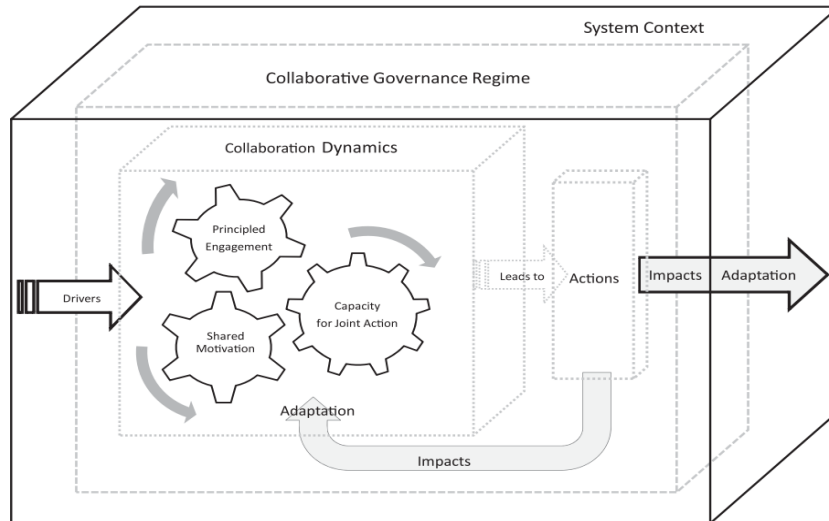 System Context
Collaborative Governance Regime
Collaboration Dynamics
Principled
Engagement
Drivers
Leads to
Actions
Impacts
Adaptation
Capacity
for Joint Action
Shared
Motivation
Adaptation
Impacts